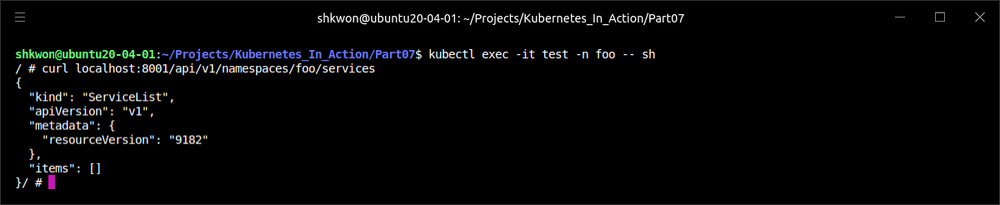 shkwon@ubuntu20-04-01: ~/Projects/Kubernetes_In_Action/Part07
shkwon@ubuntu20-04-01:~/Projects/Kubernetes_In_Action/Part07$ kubectl exec -it test -n foo -- sh
/ # curl localhost:8001/api/v1/namespaces/foo/services
{
  "kind": "ServiceList",
  "apiVersion": "v1",
  "metadata": {
    "resourceVersion": "9182"
  },
  "items": []
}/ #